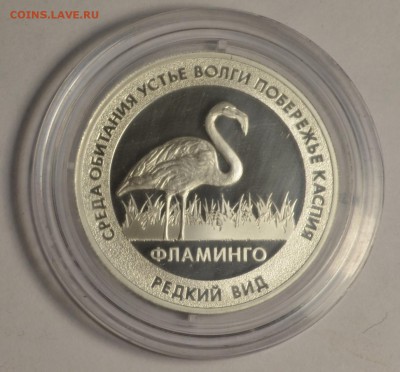 COINS.LAVE.RU
СРЕДА ОБИТАНИЯ УСТЬЕ ВОЛГИ ПОБЕРЕЖЬЕ КАСПИЯ
ФЛАМИНГО
РЕДКИЙ ВИД